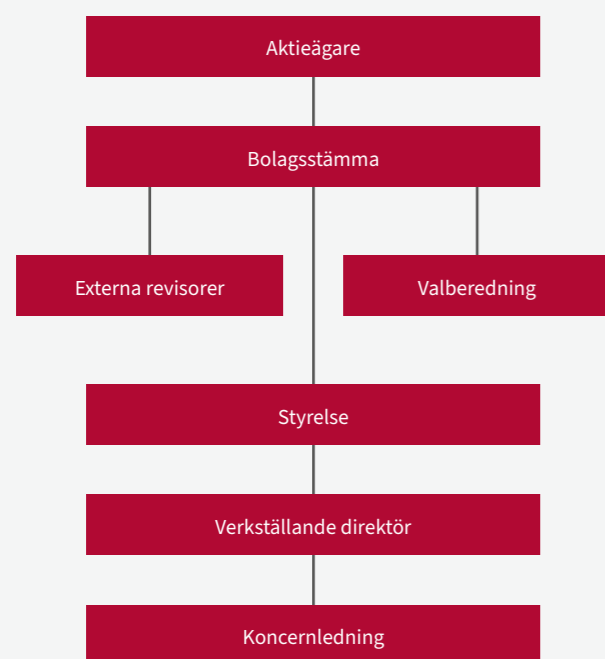 Aktieägare
Bolagsstämma
Externa revisorer
Valberedning
Styrelse
Verkställande direktör
Koncernledning